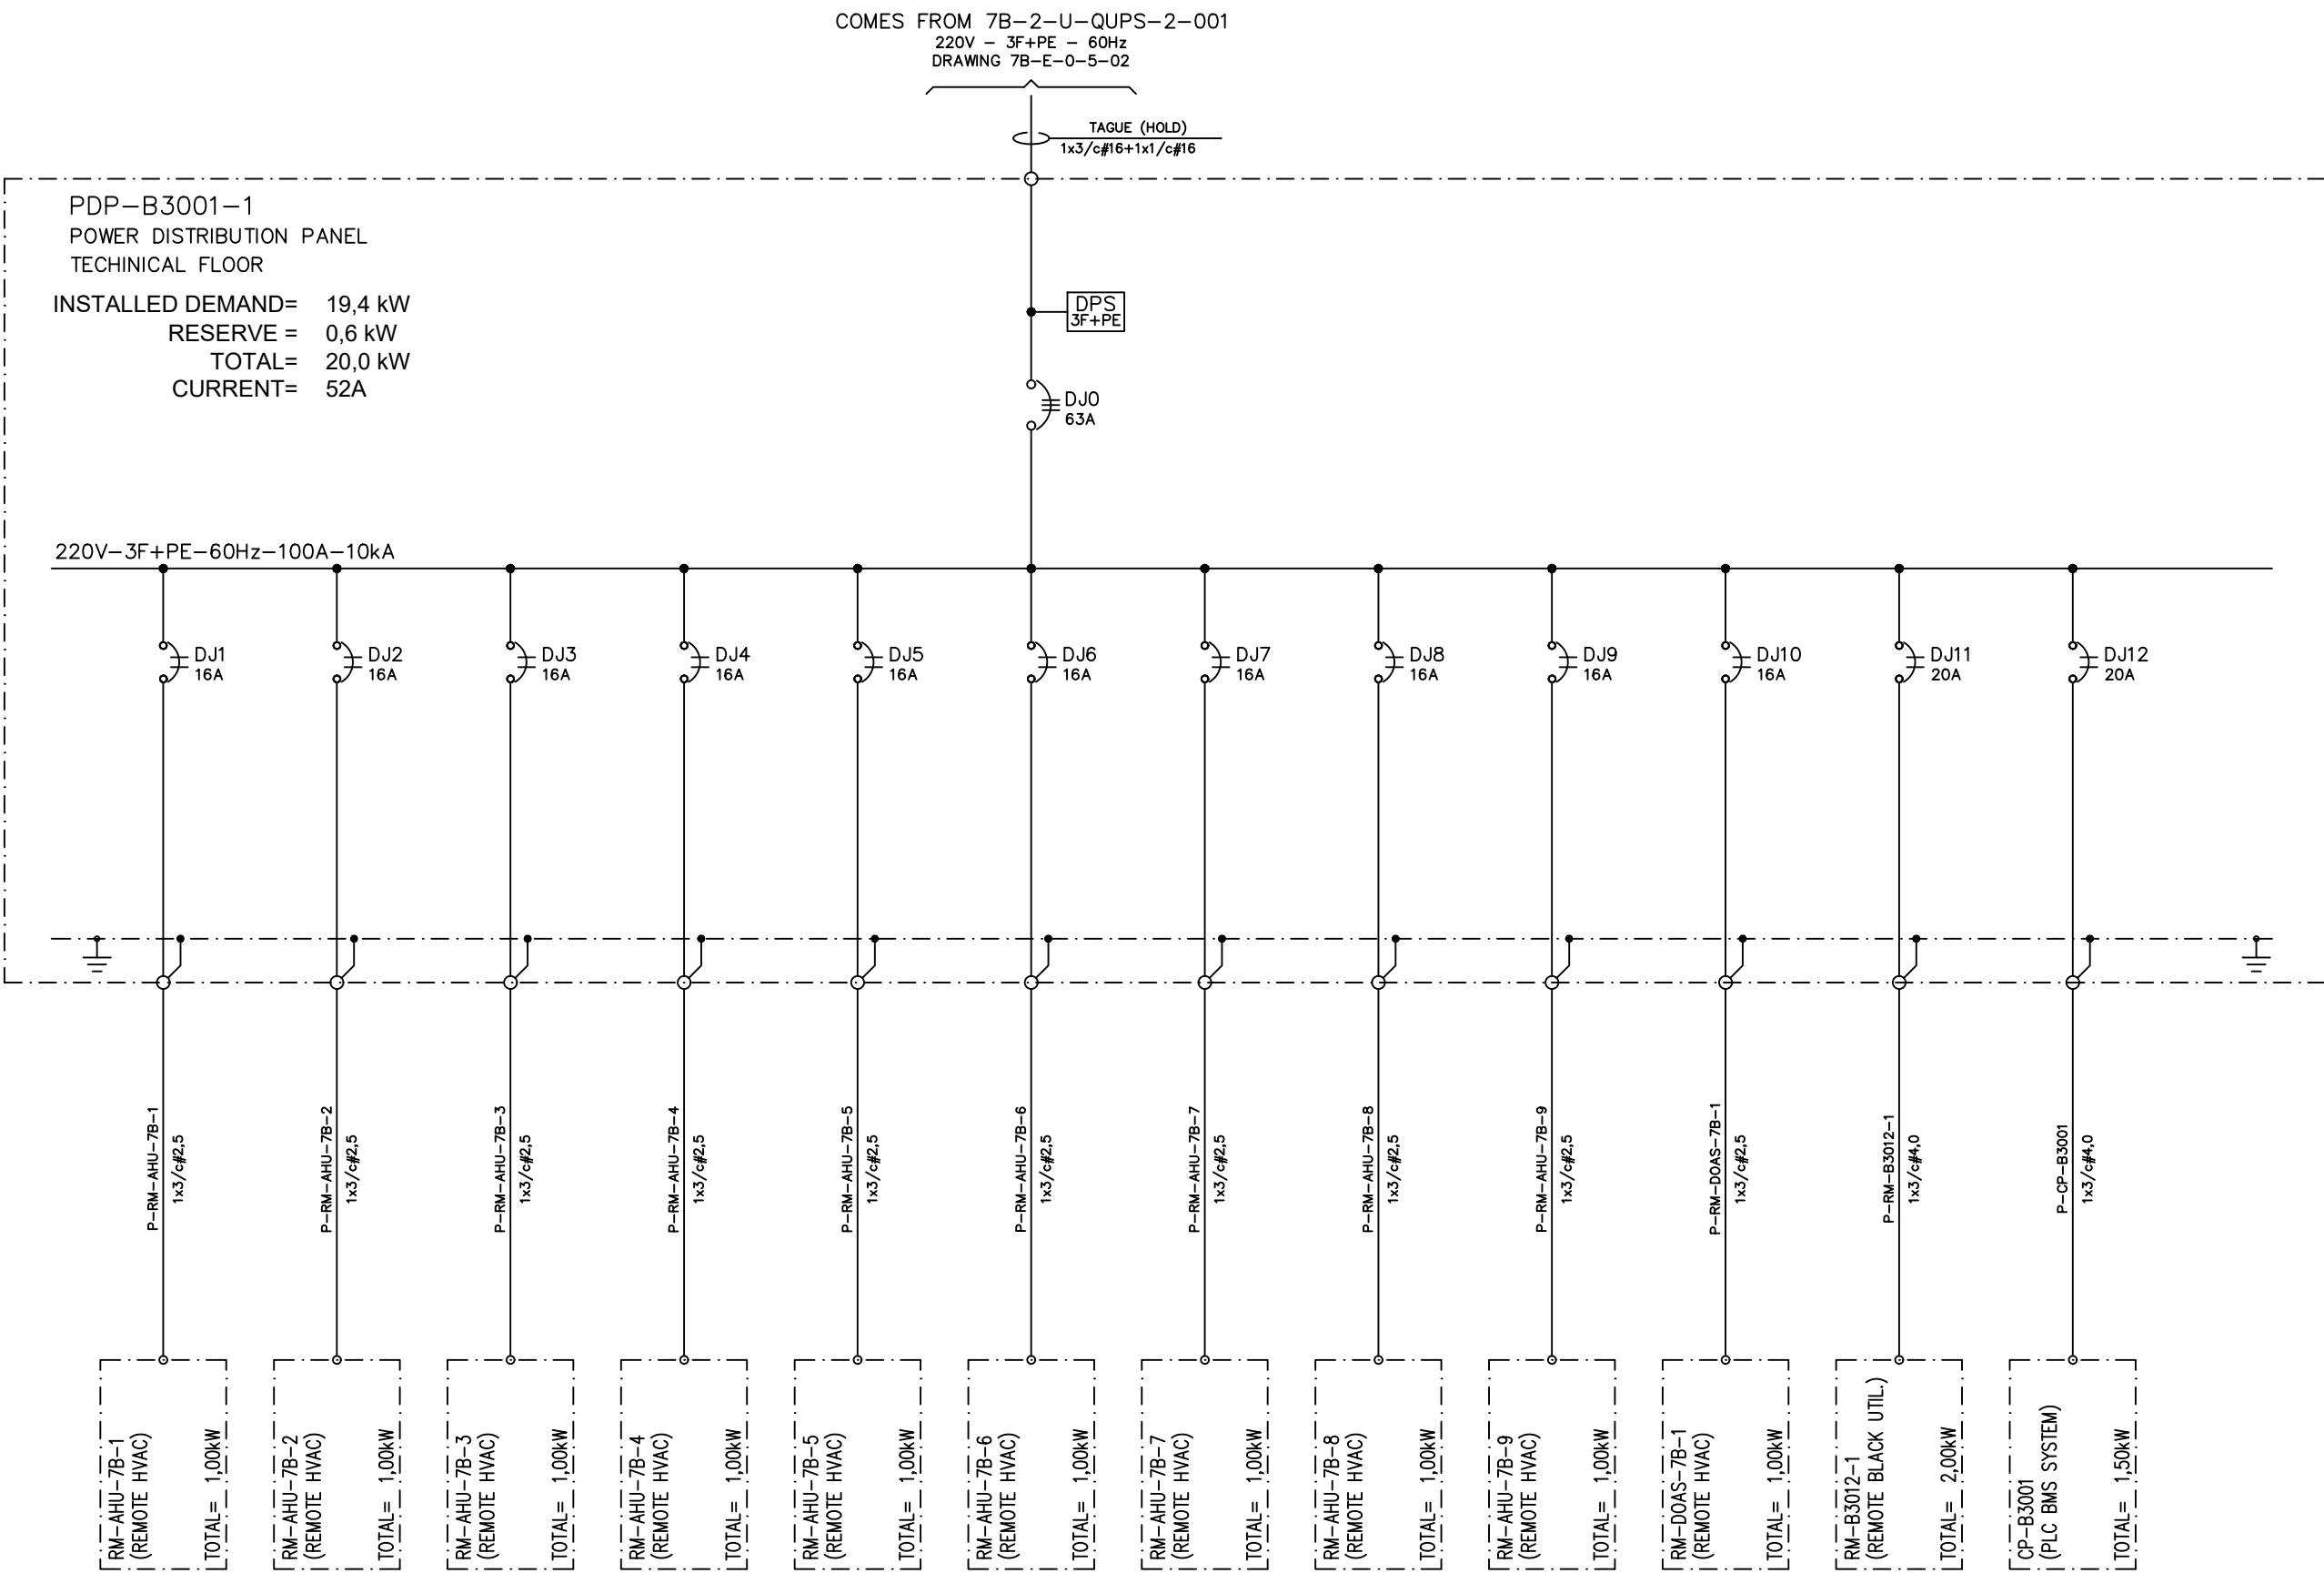 COMES FROM 7B-2-U-QUPS-2-001
220V - 3F+PE - 60Hz
DRAWING 7B-E-0-5-02
TAGUE (HOLD)
1x3/c#16+1x1/c#16
PDP-B3001-1
POWER DISTRIBUTION PANEL
TECHINICAL FLOOR
INSTALLED DEMAND= 19,4 kW
RESERVE = 0,6 kW
TOTAL= 20,0 kW
CURRENT= 52A
DPS
3F+PE
DJ0
63A
220V-3F+PE-60Hz-100A-10kA
DJ1
16A
DJ2
16A
DJ3
16A
DJ4
16A
DJ5
16A
DJ6
16A
DJ7
16A
DJ8
16A
DJ9
16A
DJ10
16A
DJ11
20A
DJ12
20A
P-RM-AHU-7B-1
1x3/c#2,5
P-RM-AHU-7B-2
1x3/c#2,5
P-RM-AHU-7B-3
1x3/c#2,5
P-RM-AHU-7B-4
1x3/c#2,5
P-RM-AHU-7B-5
1x3/c#2,5
P-RM-AHU-7B-6
1x3/c#2,5
P-RM-AHU-7B-7
1x3/c#2,5
P-RM-AHU-7B-8
1x3/c#2,5
P-RM-AHU-7B-9
1x3/c#2,5
P-RM-DOAS-7B-1
1x3/c#2,5
P-RM-B3012-1
1x3/c#4,0
P-CP-B3001
1x3/c#4,0
RM-AHU-7B-1
(REMOTE HVAC)
TOTAL= 1,00kW
RM-AHU-7B-2
(REMOTE HVAC)
TOTAL= 1,00kW
RM-AHU-7B-3
(REMOTE HVAC)
TOTAL= 1,00kW
RM-AHU-7B-4
(REMOTE HVAC)
TOTAL= 1,00kW
RM-AHU-7B-5
(REMOTE HVAC)
TOTAL= 1,00kW
RM-AHU-7B-6
(REMOTE HVAC)
TOTAL= 1,00kW
RM-AHU-7B-7
(REMOTE HVAC)
TOTAL= 1,00kW
RM-AHU-7B-8
(REMOTE HVAC)
TOTAL= 1,00kW
RM-AHU-7B-9
(REMOTE HVAC)
TOTAL= 1,00kW
RM-DOAS-7B-1
(REMOTE HVAC)
TOTAL= 1,00kW
RM-B3012-1
(REMOTE BLACK UTIL.)
TOTAL= 2,00kW
CP-B3001
(PLC BMS SYSTEM)
TOTAL= 1,50kW